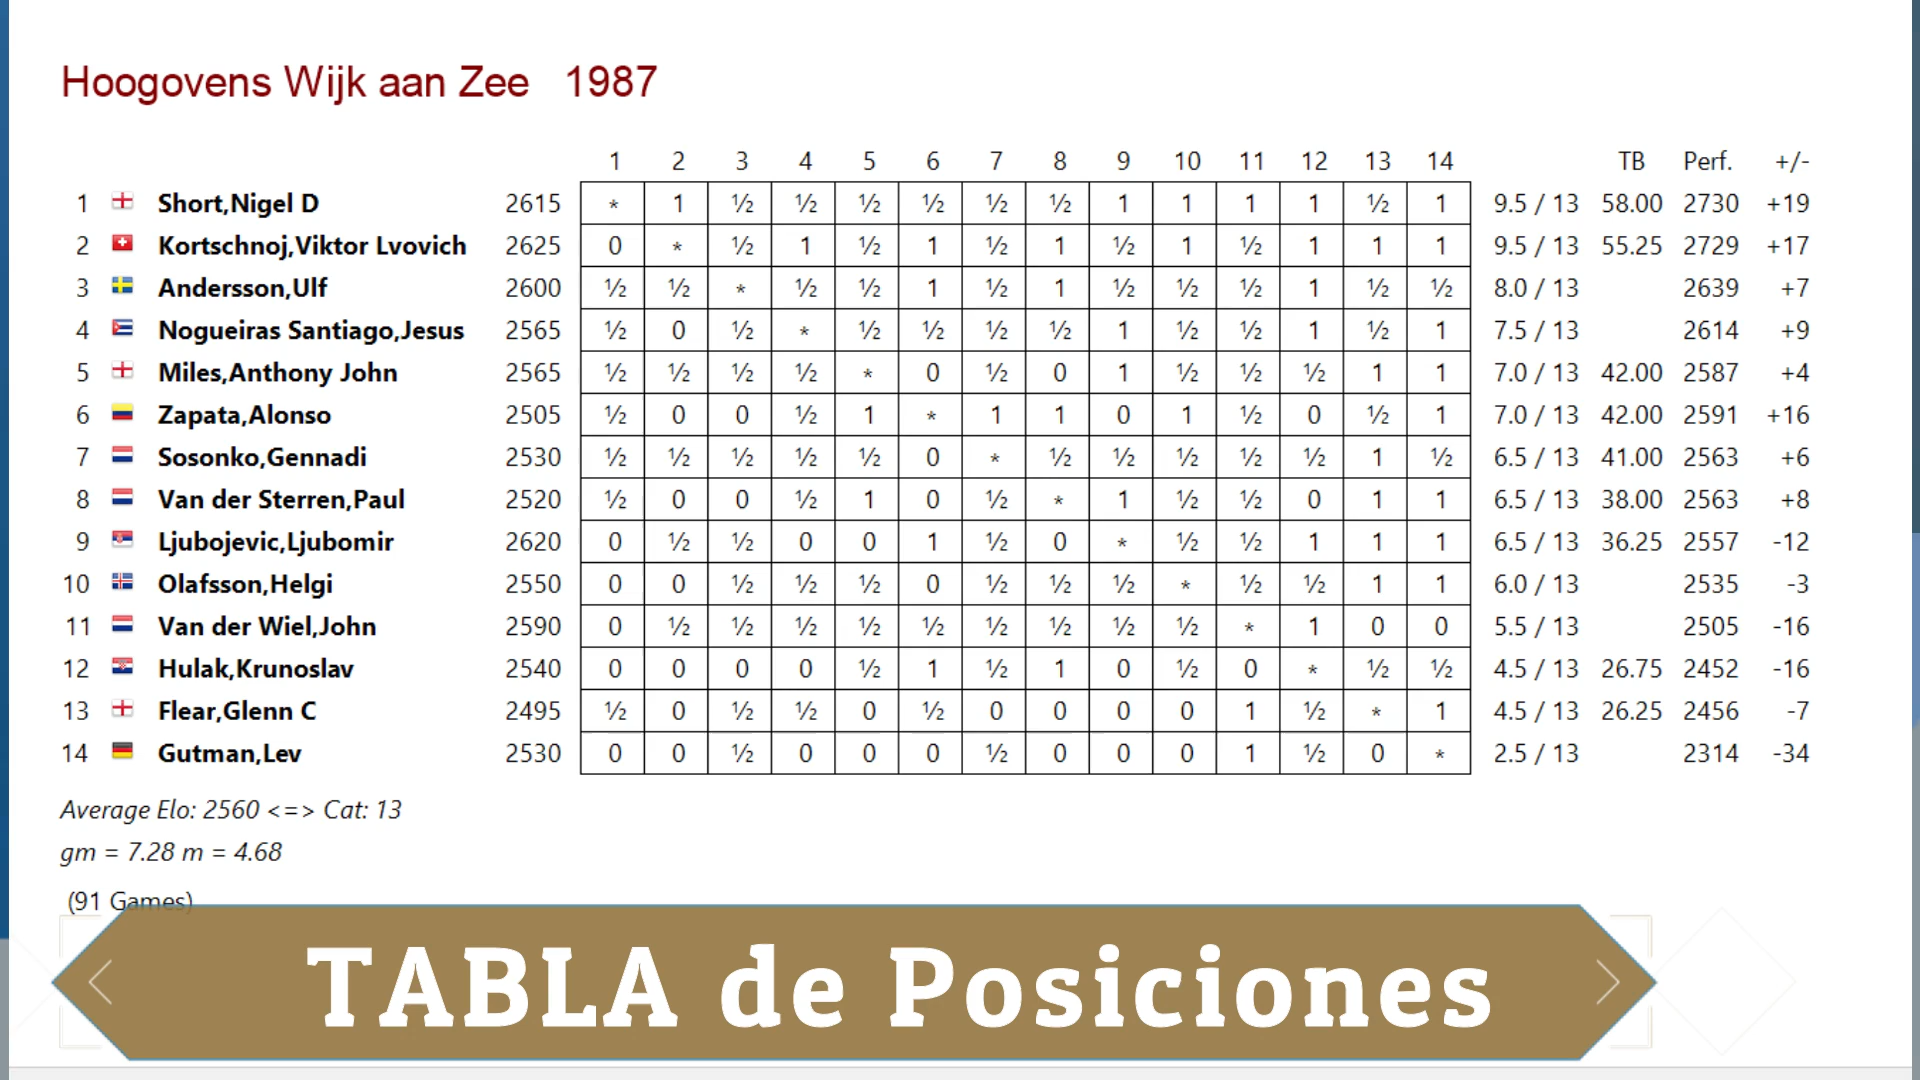 Hoogovens Wijk aan Zee 1987
1 2 3 4 5 6 7 8 9 10 11 12 13 14 TB Perf. +/-
1 Short,Nigel D 2615 * 1 ½ ½ ½ ½ ½ ½ 1 1 1 1 ½ 1 9.5 / 13 58.00 2730 +19
2 Kortschnoj,Viktor Lvovich 2625 0 * ½ 1 ½ 1 ½ 1 ½ 1 ½ 1 1 1 9.5 / 13 55.25 2729 +17
3 Andersson,Ulf 2600 ½ ½ * ½ ½ 1 ½ 1 ½ ½ ½ 1 ½ ½ 8.0 / 13 2639 +7
4 Nogueiras Santiago,Jesus 2565 ½ 0 ½ * ½ ½ ½ ½ 1 ½ ½ 1 ½ 1 7.5 / 13 2614 +9
5 Miles,Anthony John 2565 ½ ½ ½ ½ * 0 ½ 0 1 ½ ½ ½ 1 1 7.0 / 13 42.00 2587 +4
6 Zapata,Alonso 2505 ½ 0 0 ½ 1 * 1 1 0 1 ½ 0 ½ 1 7.0 / 13 42.00 2591 +16
7 Sosonko,Gennadi 2530 ½ ½ ½ ½ ½ 0 * ½ ½ ½ ½ ½ 1 ½ 6.5 / 13 41.00 2563 +6
8 Van der Sterren,Paul 2520 ½ 0 0 ½ 1 0 ½ * 1 ½ ½ 0 1 1 6.5 / 13 38.00 2563 +8
9 Ljubojevic,Ljubomir 2620 0 ½ ½ 0 0 1 ½ 0 * ½ ½ 1 1 1 6.5 / 13 36.25 2557 -12
10 Olafsson,Helgi 2550 0 0 ½ ½ ½ 0 ½ ½ ½ * ½ ½ 1 1 6.0 / 13 2535 -3
11 Van der Wiel,John 2590 0 ½ ½ ½ ½ ½ ½ ½ ½ ½ * 1 0 0 5.5 / 13 2505 -16
12 Hulak,Krunoslav 2540 0 0 0 0 ½ 1 ½ 1 0 ½ 0 * ½ ½ 4.5 / 13 26.75 2452 -16
13 Flear,Glenn C 2495 ½ 0 ½ ½ 0 ½ 0 0 0 0 1 ½ * 1 4.5 / 13 26.25 2456 -7
14 Gutman,Lev 2530 0 0 ½ 0 0 0 ½ 0 0 0 1 ½ 0 * 2.5 / 13 2314 -34
Average Elo: 2560 <=> Cat: 13
gm = 7.28 m = 4.68
(91 Games)
TABLA de Posiciones